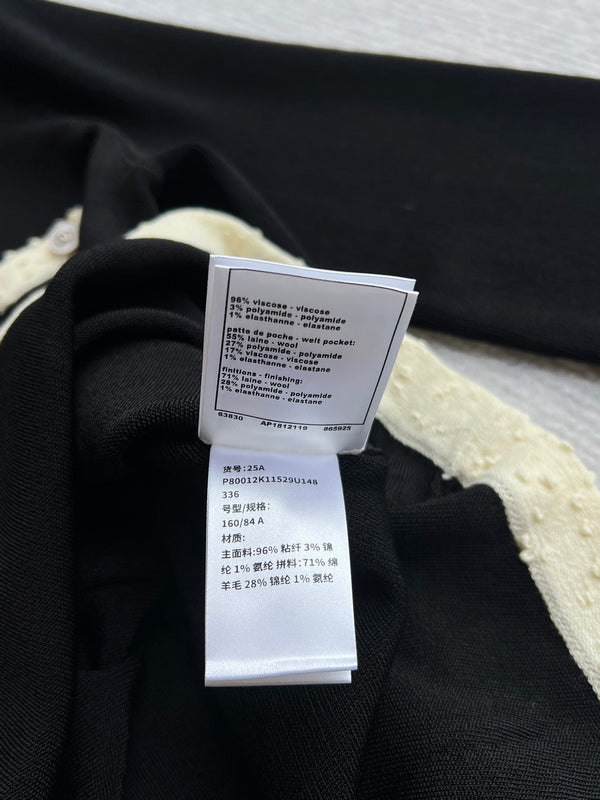 96% viscose - viscose
3% polyamide - polyamide
1% elasthanne - elastane
patte de poche - welt pocket:
55% laine - wool
27% polyamide - polyamide
17% viscose - viscose
1% elasthanne - elastane
finitions - finishing:
71% laine - wool
28% polyamide - polyamide
1% elasthanne - elastane
63830 AP1812119 865925
货号:25A
P80012K11529U148
336
号型/规格:
160/84 A
材质:
主面料:96% 粘纤 3% 锦
纶 1% 氨纶 拼料:71% 绵
羊毛 28% 锦纶 1% 氨纶